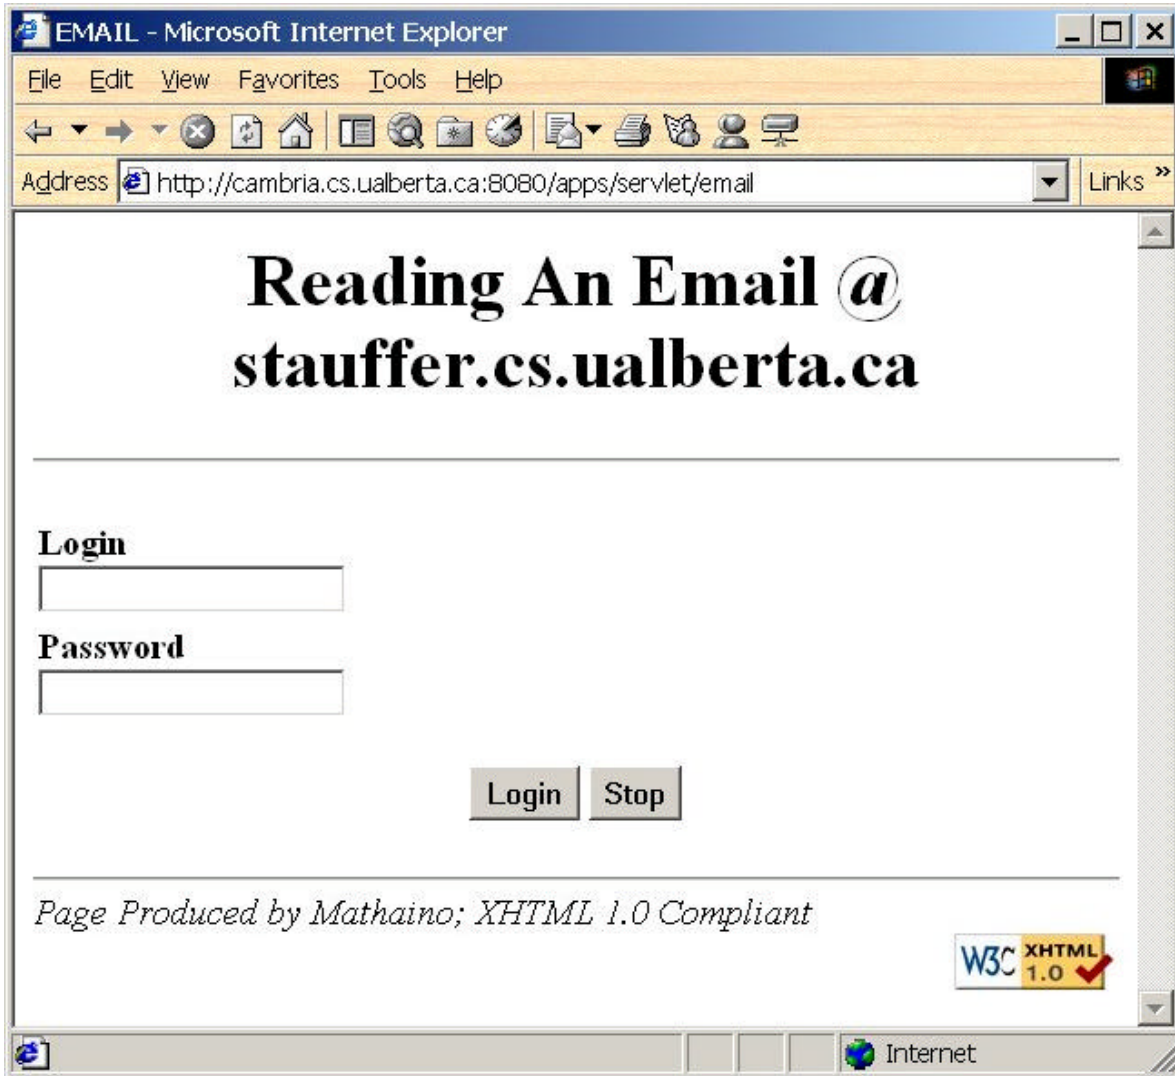 EMAIL - Microsoft Internet Explorer
File Edit View Favorites Tools Help
Address http://cambria.cs.ualberta.ca:8080/apps/servlet/email Links »
Reading An Email @
stauffer.cs.ualberta.ca
Login
Password
Login Stop
Page Produced by Mathaino; XHTML 1.0 Compliant
W3C XHTML
1.0
Internet